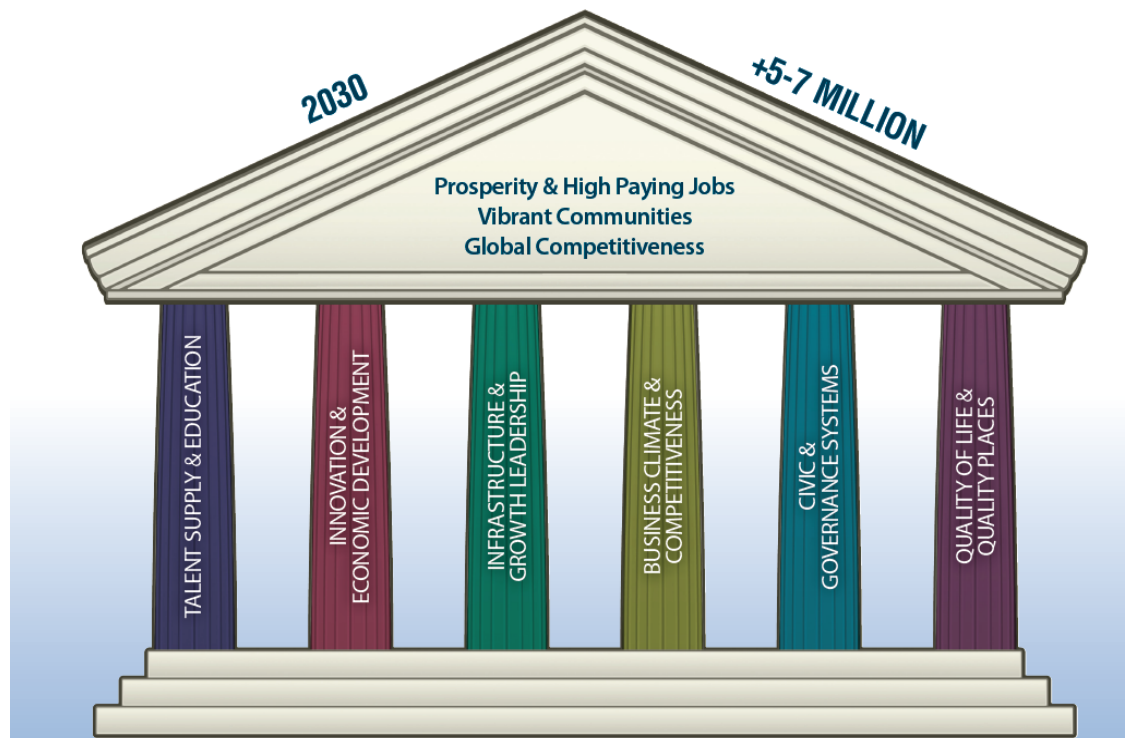 2030
+5-7 MILLION
Prosperity & High Paying Jobs
Vibrant Communities
Global Competitiveness
TALENT SUPPLY & EDUCATION
INNOVATION &
ECONOMIC DEVELOPMENT
INFRASTRUCTURE &
GROWTH LEADERSHIP
BUSINESS CLIMATE &
COMPETITIVENESS
CIVIC &
GOVERNANCE SYSTEMS
QUALITY OF LIFE &
QUALITY PLACES